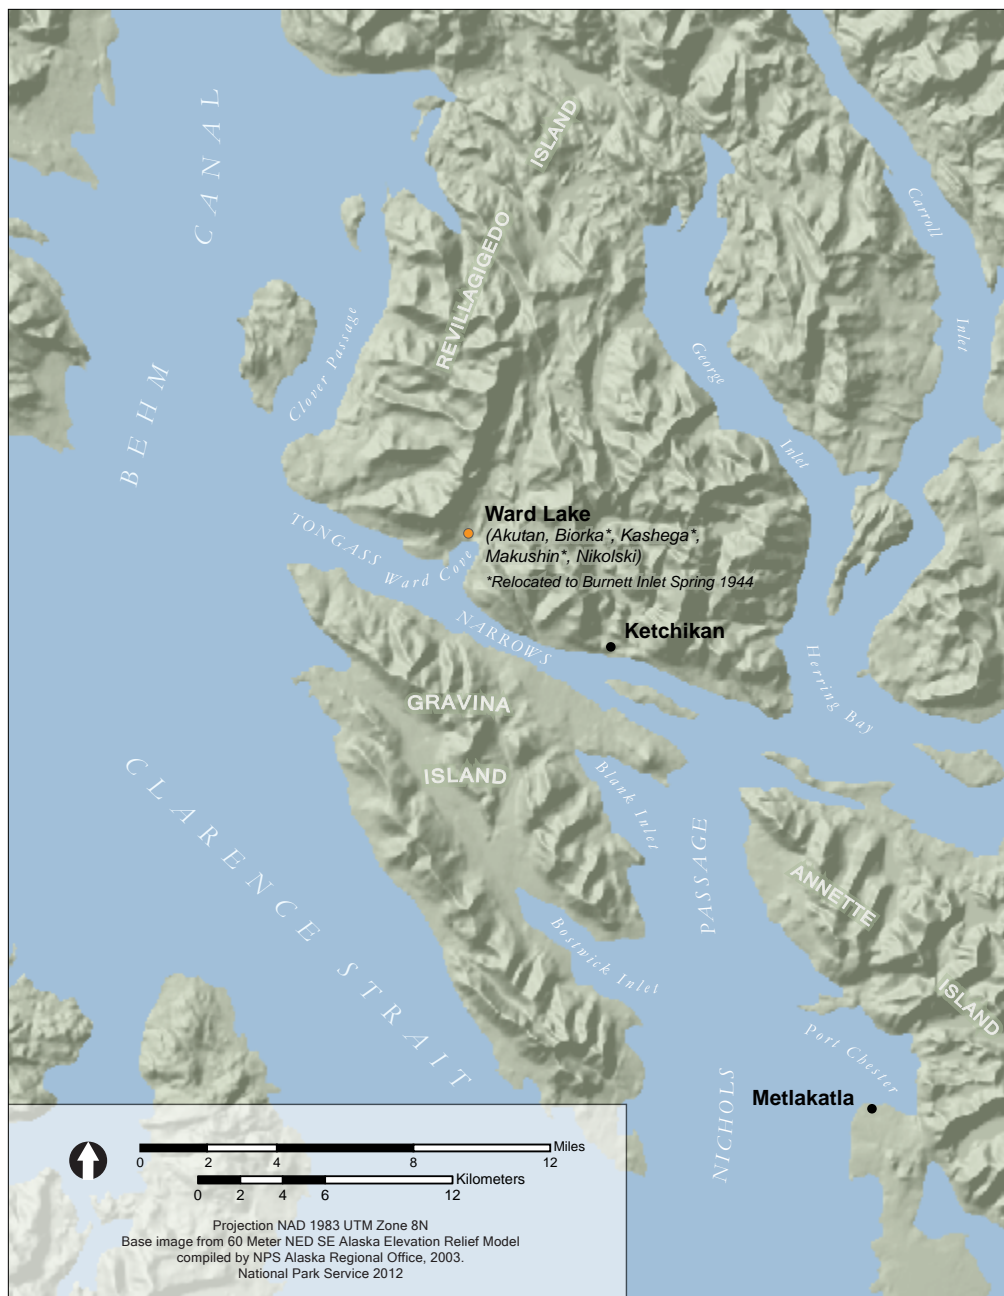 BEHM CANAL
ISLAND
REVILLAGIGEDO
Carroll
Inlet
Clover Passage
George
Inlet
Ward Lake
(Akutan, Biorka*, Kashega*,
Makushin*, Nikolski)
*Relocated to Burnett Inlet Spring 1944
TONGASS
Ward Cove
NARROWS
Ketchikan
Herring Bay
GRAVINA
ISLAND
Blank Inlet
CLARENCE STRAIT
PASSAGE
ANNETTE
ISLAND
Bostwick Inlet
Port Chester
NICHOLS
Metlakatla
0 2 4 8 12 Miles
0 2 4 6 12 Kilometers
Projection NAD 1983 UTM Zone 8N
Base image from 60 Meter NED SE Alaska Elevation Relief Model
compiled by NPS Alaska Regional Office, 2003.
National Park Service 2012